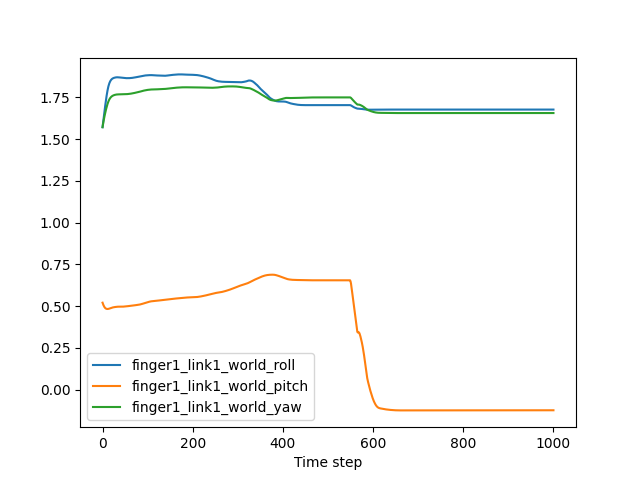 1.75
1.50
1.25
1.00
0.75
0.50
0.25
0.00
finger1_link1_world_roll
finger1_link1_world_pitch
finger1_link1_world_yaw
0 200 400 600 800 1000
Time step